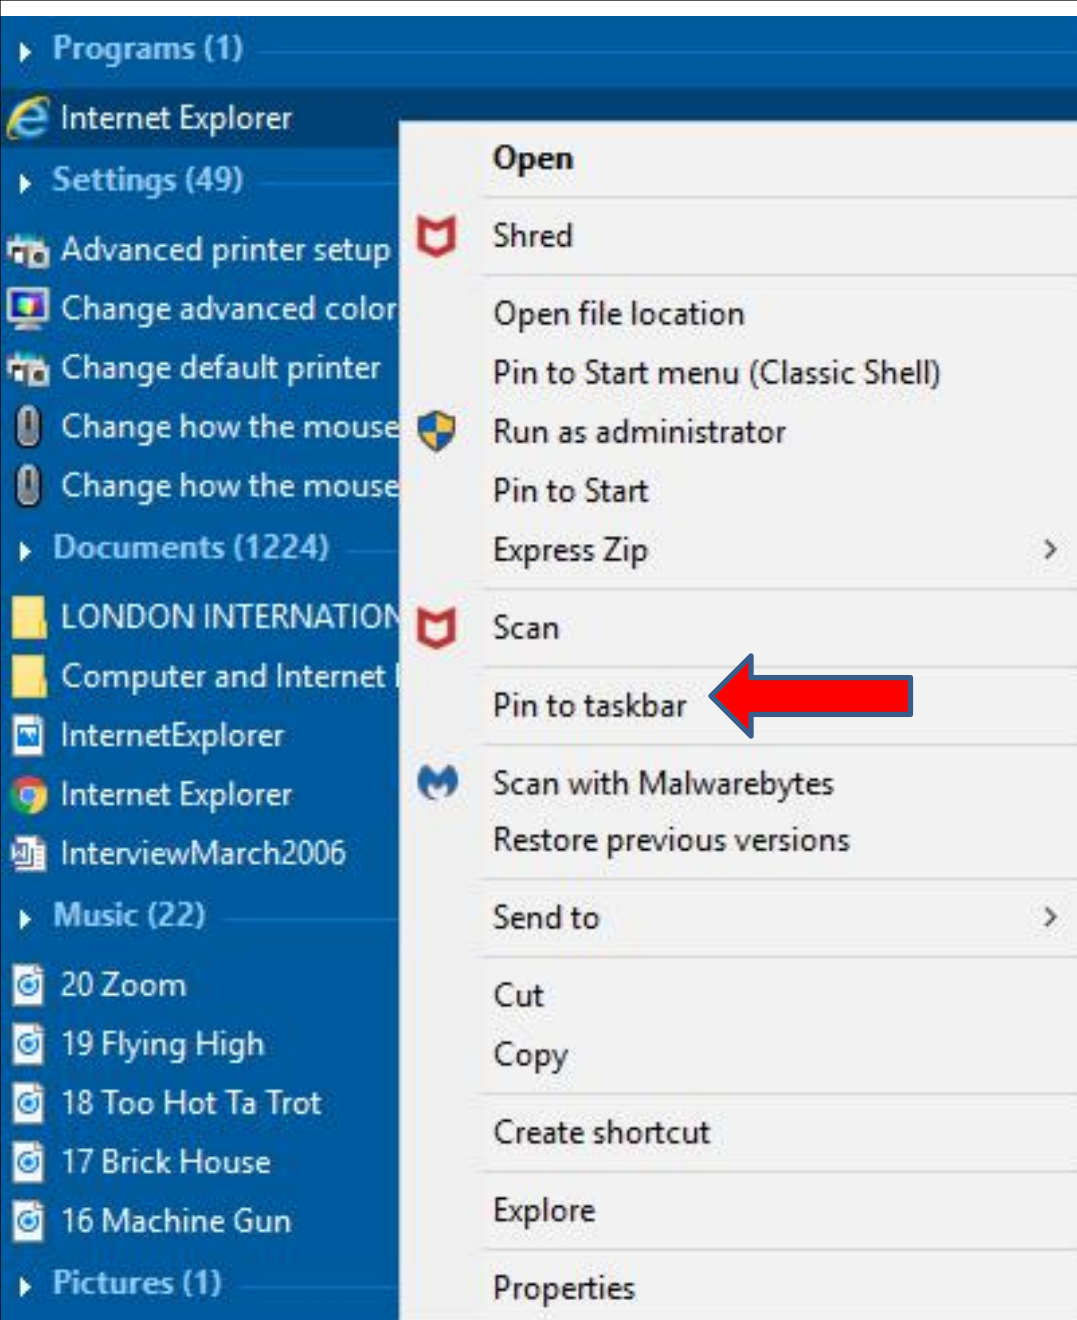 Programs (1)
Internet Explorer
Settings (49)
Advanced printer setup
Change advanced color
Change default printer
Change how the mouse
Change how the mouse
Documents (1224)
LONDON INTERNATION
Computer and Internet
InternetExplorer
Internet Explorer
InterviewMarch2006
Music (22)
20 Zoom
19 Flying High
18 Too Hot Ta Trot
17 Brick House
16 Machine Gun
Pictures (1)
Open
Shred
Open file location
Pin to Start menu (Classic Shell)
Run as administrator
Pin to Start
Express Zip
Scan
Pin to taskbar
Scan with Malwarebytes
Restore previous versions
Send to
Cut
Copy
Create shortcut
Explore
Properties